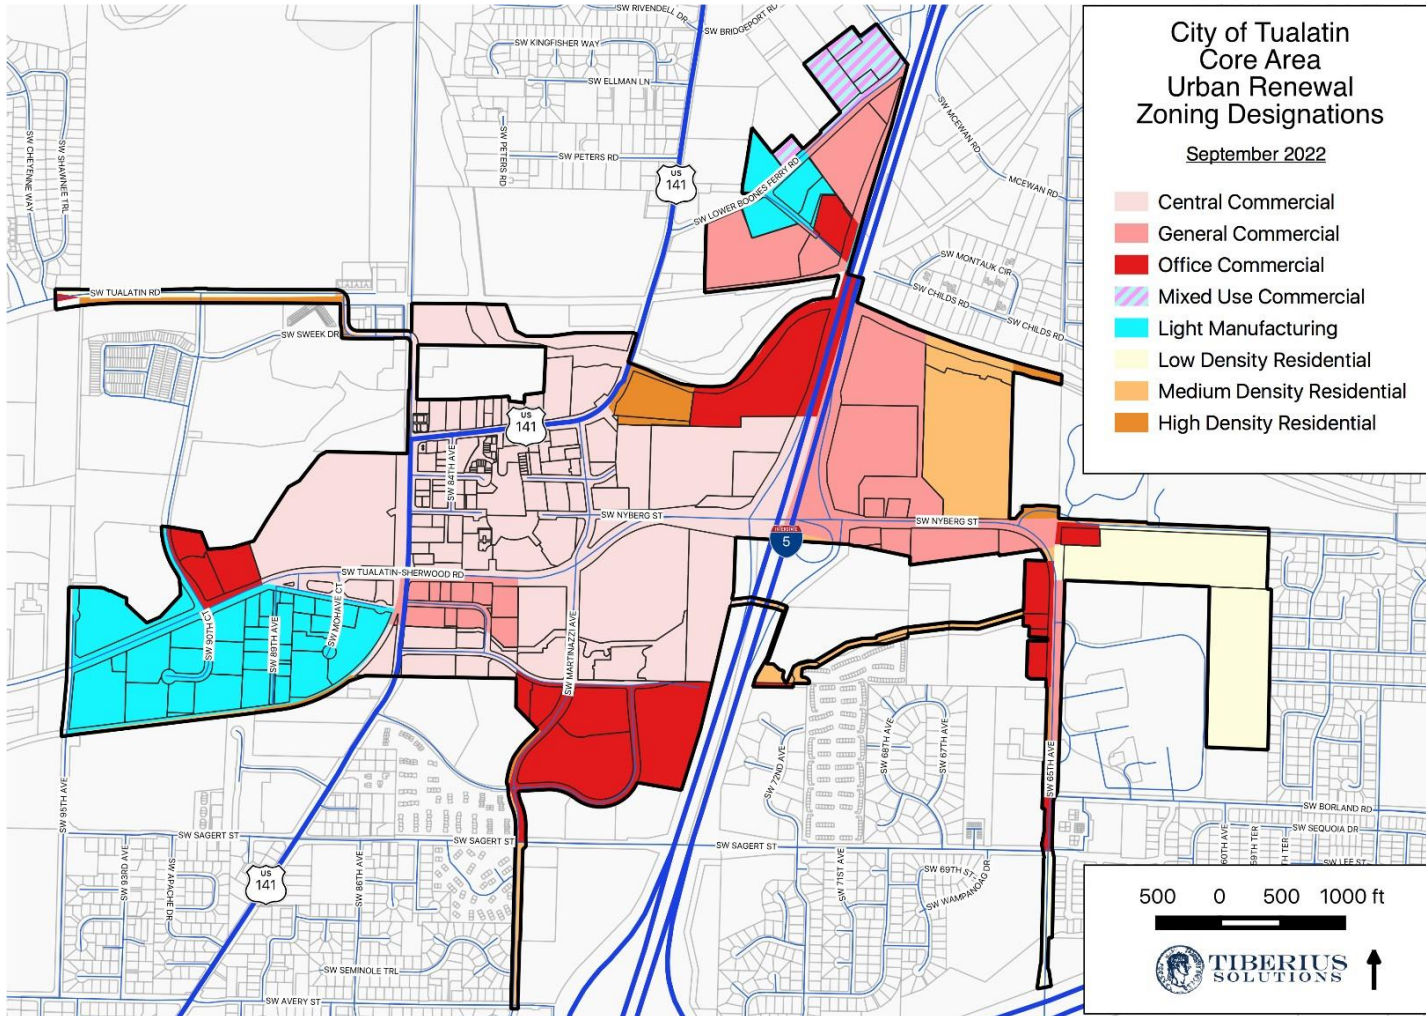 City of Tualatin
Core Area
Urban Renewal
Zoning Designations
September 2022
Central Commercial
General Commercial
Office Commercial
Mixed Use Commercial
Light Manufacturing
Low Density Residential
Medium Density Residential
High Density Residential
SW RIVENDELL DR
SW BRIDGEPORT RD
SW KINGFISHER WAY
SW ELLMAN LN
SW PETERS RD
SW PETERS RD
SW CHEYENNE WAY
SW SHAWNEE TRL
SW MCEWAN RD
MCEWAN RD
US
141
SW LOWER BOONES FERRY RD
SW MONTAUK CIR
SW CHILDS RD
SW CHILDS RD
SW TUALATIN RD
SW SWEEK DR
US
141
SW 84TH AVE
SW NYBERG ST
SW NYBERG ST
INTERSTATE
5
SW TUALATIN-SHERWOOD RD
SW 90TH CT
SW 89TH AVE
SW MOHAVE CT
SW MARTINAZZI AVE
SW 95TH AVE
SW 72ND AVE
SW 68TH AVE
SW 67TH AVE
SW 65TH AVE
SW BORLAND RD
SW SEQUOIA DR
SW LEE ST
60TH AVE
59TH TER
TH TER
SW SAGERT ST
SW SAGERT ST
SW SAGERT ST
SW 93RD AVE
SW APACHE DR
US
141
SW 86TH AVE
SW 71ST AVE
SW 69TH ST
SW WAMPANOAG DR
SW SEMINOLE TRL
SW AVERY ST
500 0 500 1000 ft
TIBERIUS
SOLUTIONS